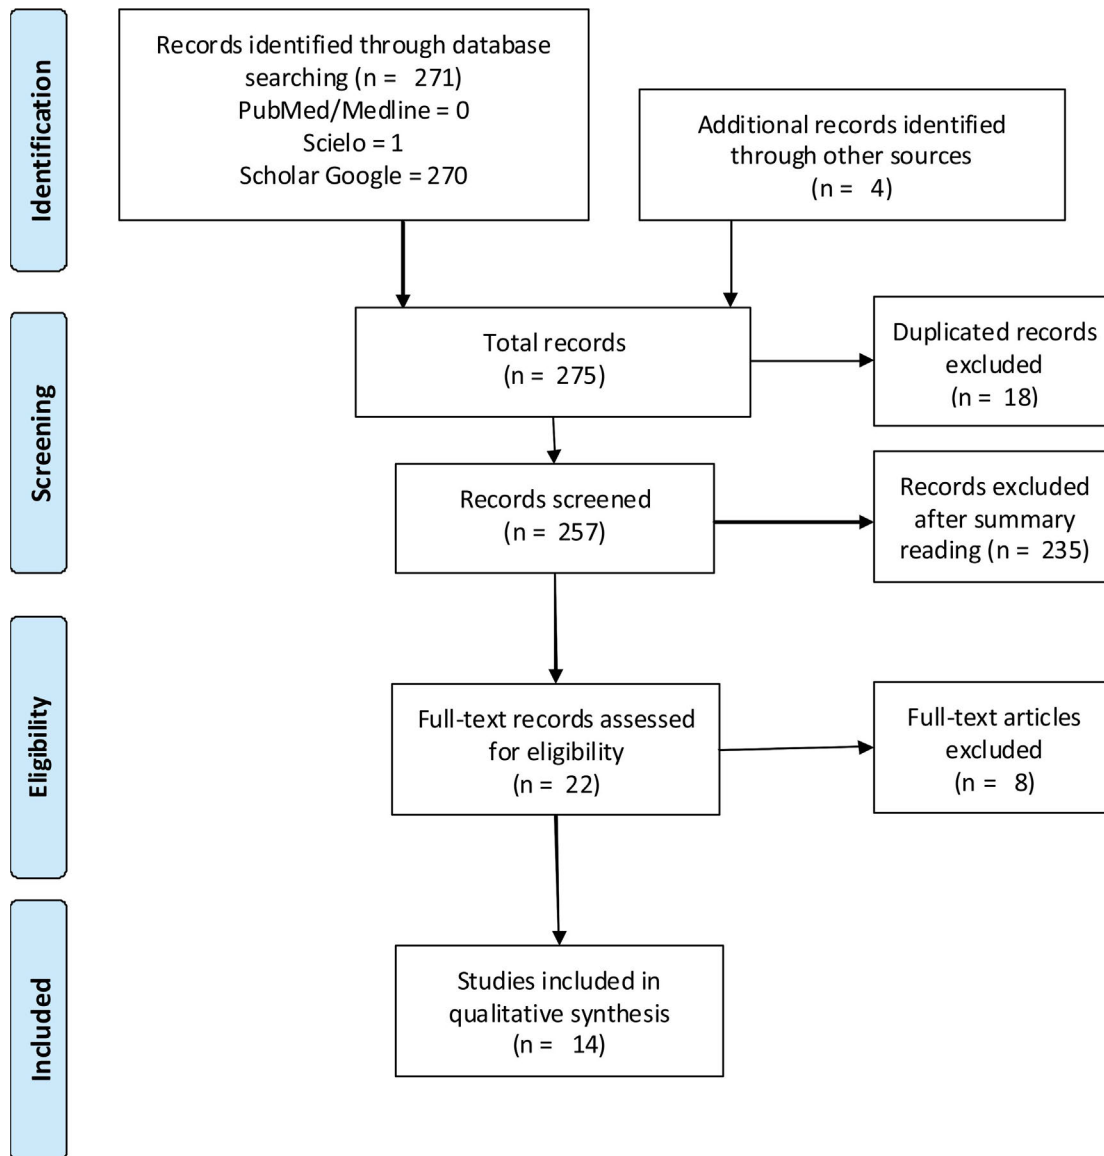 Identification
Records identified through database
searching (n = 271)
PubMed/Medline = 0
Scielo = 1
Scholar Google = 270
Additional records identified
through other sources
(n = 4)
Screening
Total records
(n = 275)
Duplicated records
excluded
(n = 18)
Records screened
(n = 257)
Records excluded
after summary
reading (n = 235)
Eligibility
Full-text records assessed
for eligibility
(n = 22)
Full-text articles
excluded
(n = 8)
Included
Studies included in
qualitative synthesis
(n = 14)